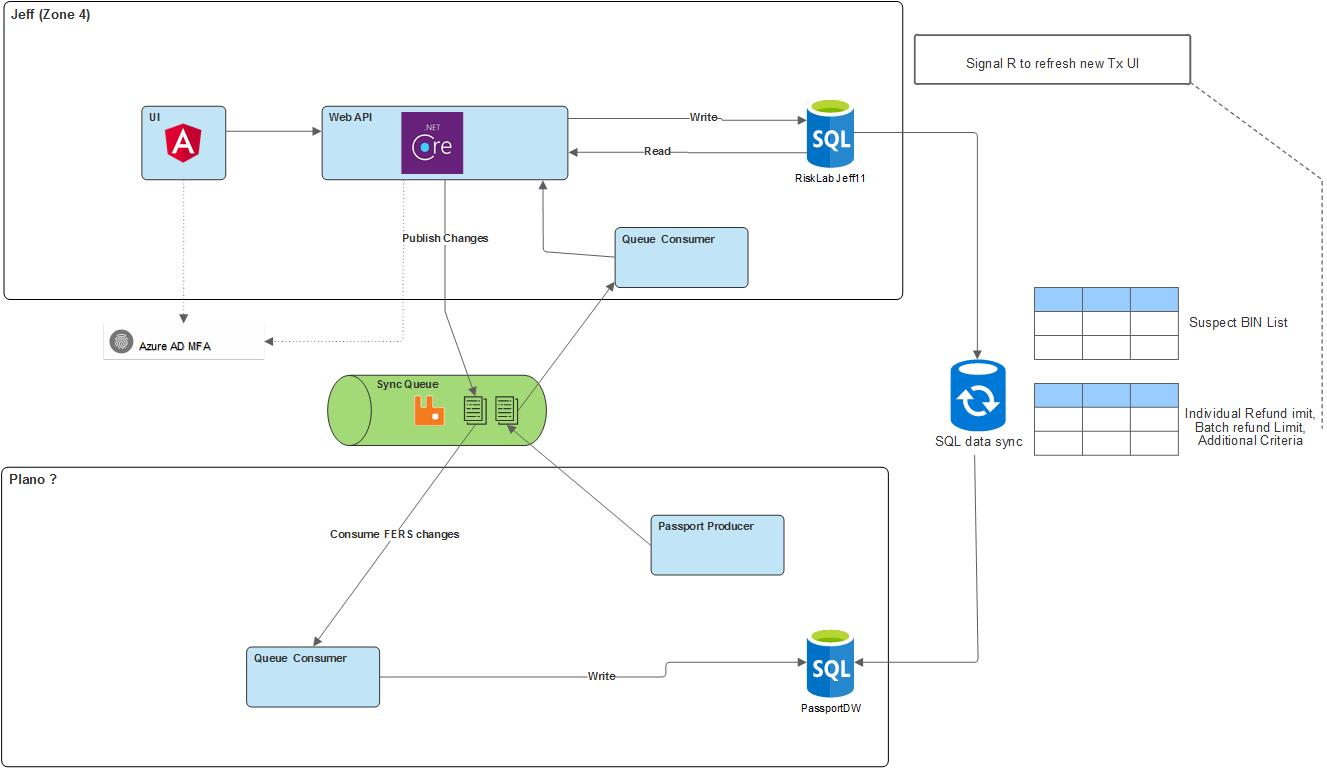 Jeff (Zone 4)
Signal R to refresh new Tx UI
UI
Web API
.NET
Core
Write
SQL
Read
RiskLab Jeff11
Publish Changes
Queue Consumer
Azure AD MFA
Suspect BIN List
Sync Queue
SQL data sync
Individual Refund imit,
Batch refund Limit,
Additional Criteria
Plano ?
Consume FERS changes
Passport Producer
Queue Consumer
Write
SQL
PassportDW